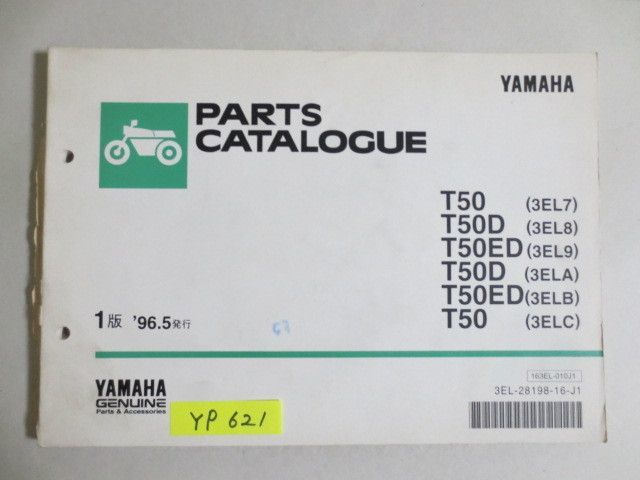 YAMAHA
PARTS
CATALOGUE
T50 (3EL7)
T50D (3EL8)
T50ED (3EL9)
T50D (3ELA)
T50ED (3ELB)
T50 (3ELC)
1版 '96.5発行
67
163EL-010J1
3EL-28198-16-J1
YAMAHA
GENUINE
Parts & Accessories
YP 621